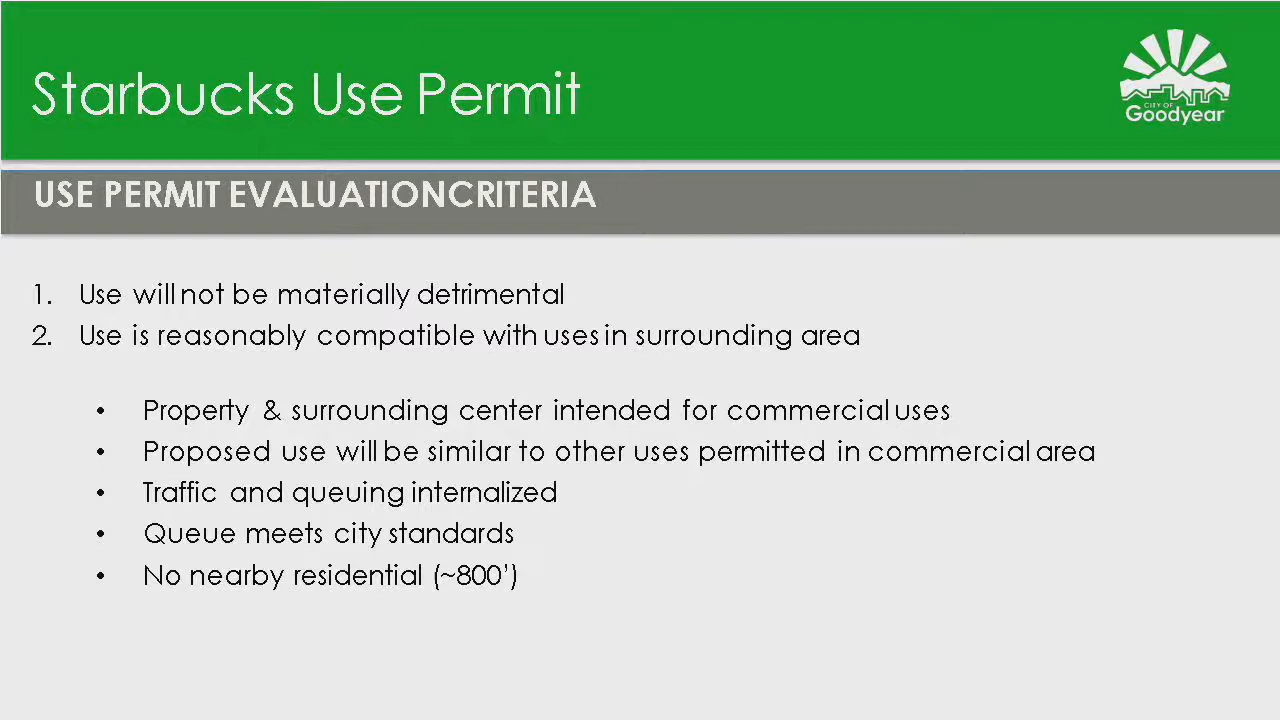 Starbucks Use Permit
CITY OF
Goodyear
USE PERMIT EVALUATIONCRITERIA
1. Use will not be materially detrimental
2. Use is reasonably compatible with uses in surrounding area
• Property & surrounding center intended for commercial uses
• Proposed use will be similar to other uses permitted in commercial area
• Traffic and queuing internalized
• Queue meets city standards
• No nearby residential (~800’)